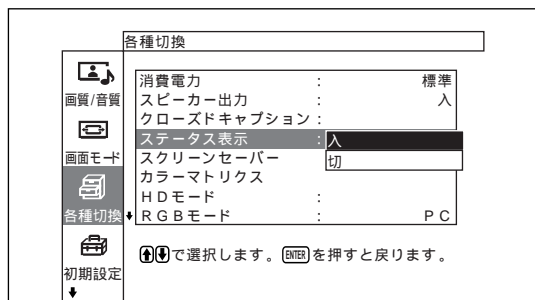 各種切換
画質/音質
画面モード
各種切換
初期設定
消費電力 : 標準
スピーカー出力 : 入
クローズドキャプション :
ステータス表示 : 入
切
スクリーンセーバー
カラーマトリクス
HDモード :
RGBモード : PC
で選択します。ENTERを押すと戻ります。